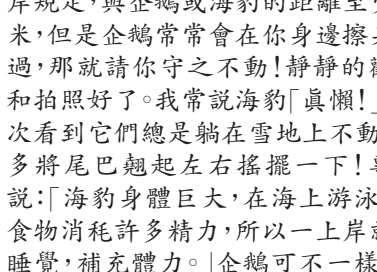 岸規定，與企鵝或海豹的距離至
米，但是企鵝常常會在你身邊擦
過，那就請你守之不動！靜靜的
和拍照好了。我常説海豹「眞懶！
次看到它們總是躺在雪地上不動
多將尾巴翹起左右搖擺一下！
説：「海豹身體巨大，在海上游泳
食物消耗許多精力，所以一上岸
睡覺，補充體力。」企鵝可不一樣